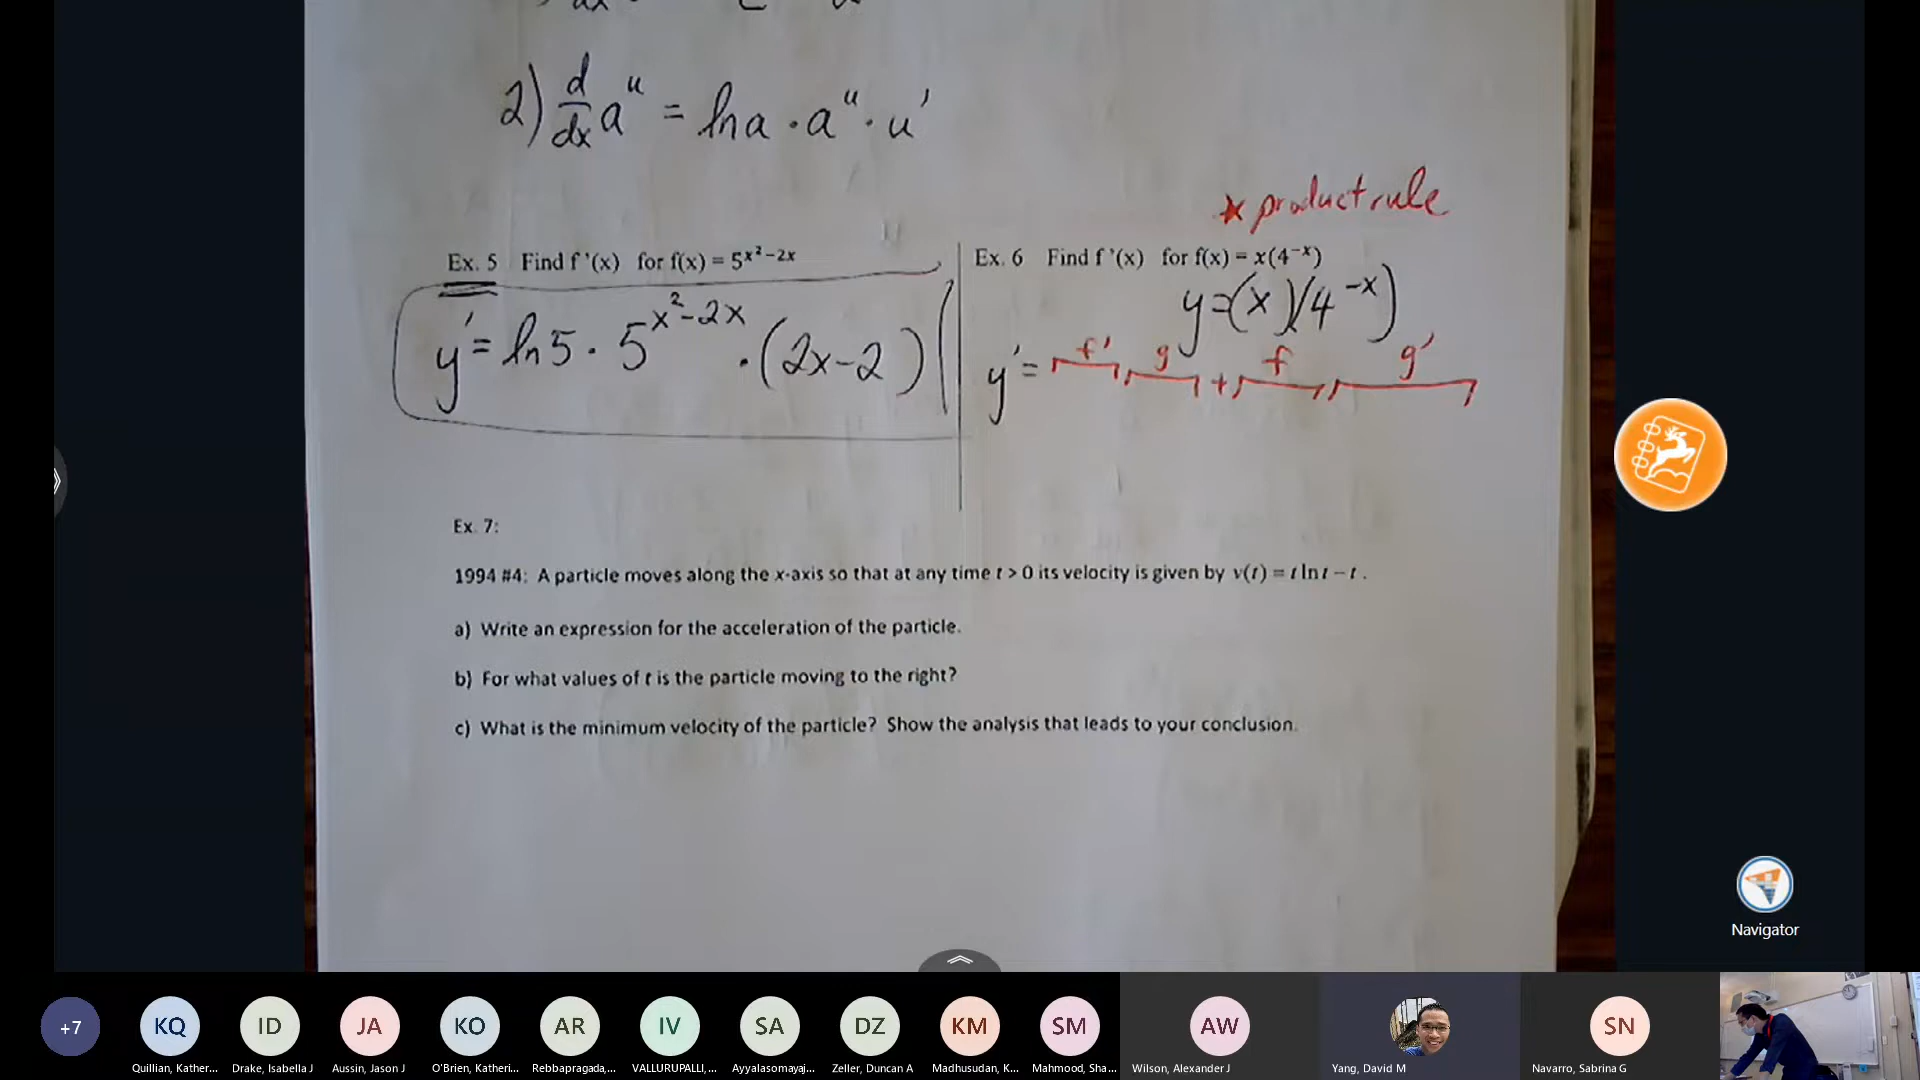 2) d/dx a^u = ln a · a^u · u'
* product rule
Ex. 5 Find f '(x) for f(x) = 5^(x²−2x)
y' = ln 5 · 5^(x²−2x) · (2x−2)
Ex. 6 Find f '(x) for f(x) = x(4^−x)
y=(x)(4^−x)
y' = f' g + f g'
Ex. 7:
1994 #4: A particle moves along the x-axis so that at any time t > 0 its velocity is given by v(t) = t ln t − t.
a) Write an expression for the acceleration of the particle.
b) For what values of t is the particle moving to the right?
c) What is the minimum velocity of the particle? Show the analysis that leads to your conclusion.
Navigator
+7
KQ
ID
JA
KO
AR
IV
SA
DZ
KM
SM
AW
SN
Quillian, Kather...
Drake, Isabella J
Aussin, Jason J
O'Brien, Katheri...
Rebbapragada,...
VALLURUPALLI,...
Ayyalasomayaj...
Zeller, Duncan A
Madhusudan, K...
Mahmood, Sha...
Wilson, Alexander J
Yang, David M
Navarro, Sabrina G